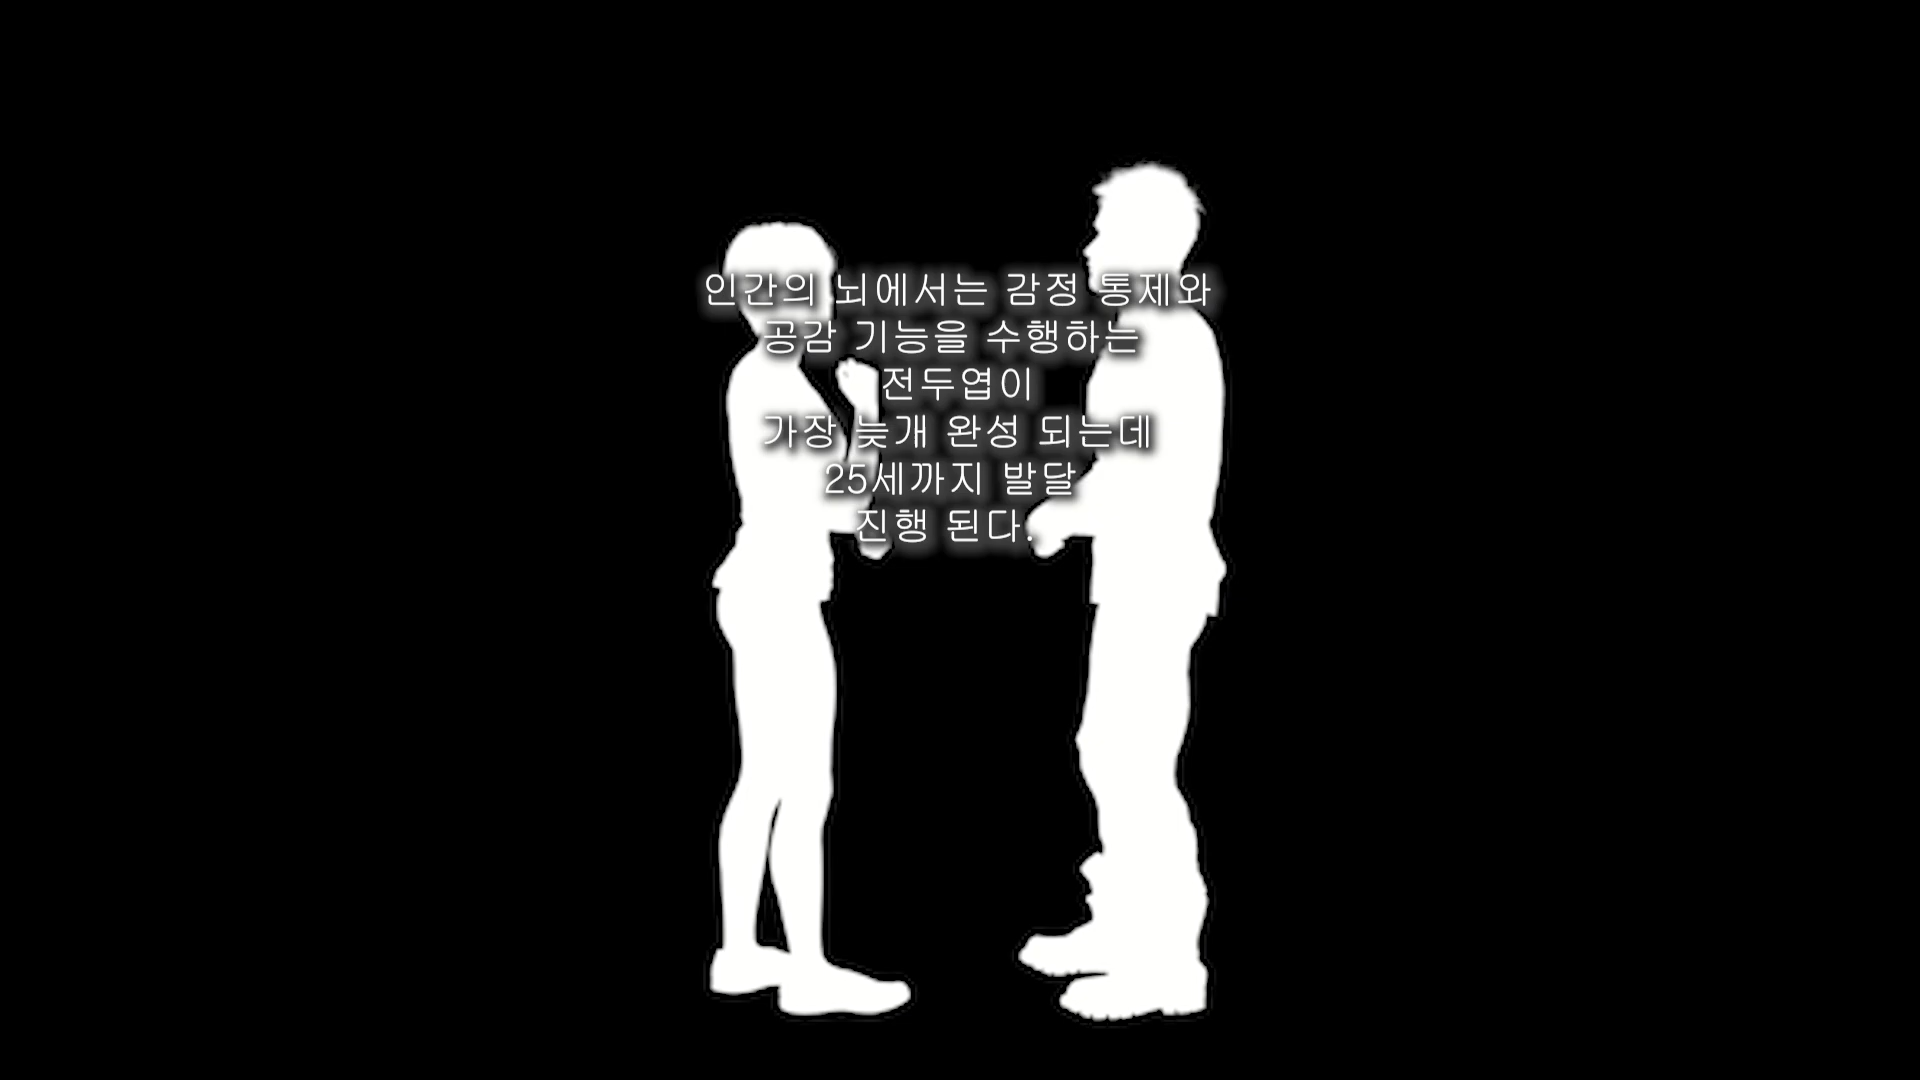 인간의 뇌에서는 감정 통제와
공감 기능을 수행하는
전두엽이
가장 늦개 완성 되는데
25세까지 발달
진행 된다.